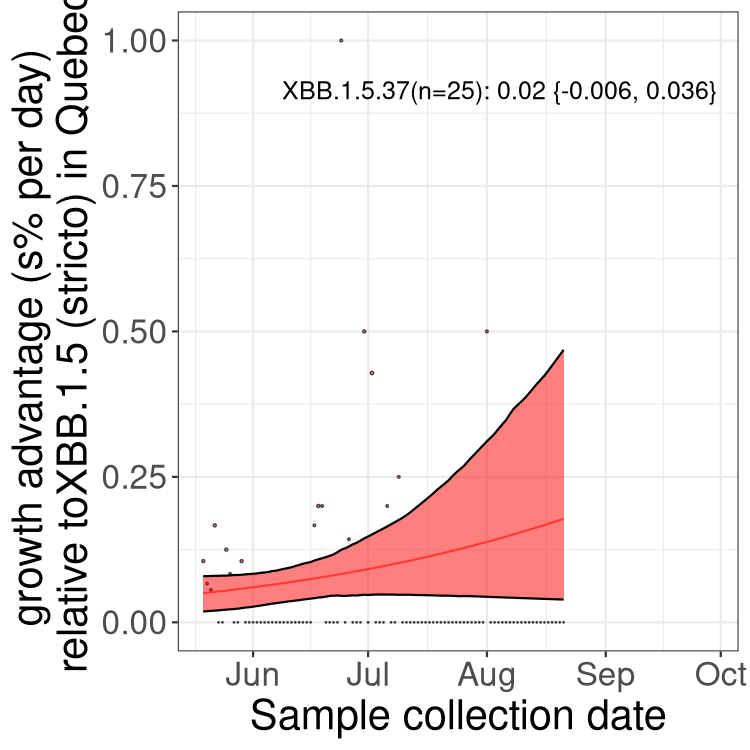 growth advantage (s% per day)
relative toXBB.1.5 (stricto) in Quebec
1.00
0.75
0.50
0.25
0.00
XBB.1.5.37(n=25): 0.02 {-0.006, 0.036}
Jun Jul Aug Sep Oct
Sample collection date